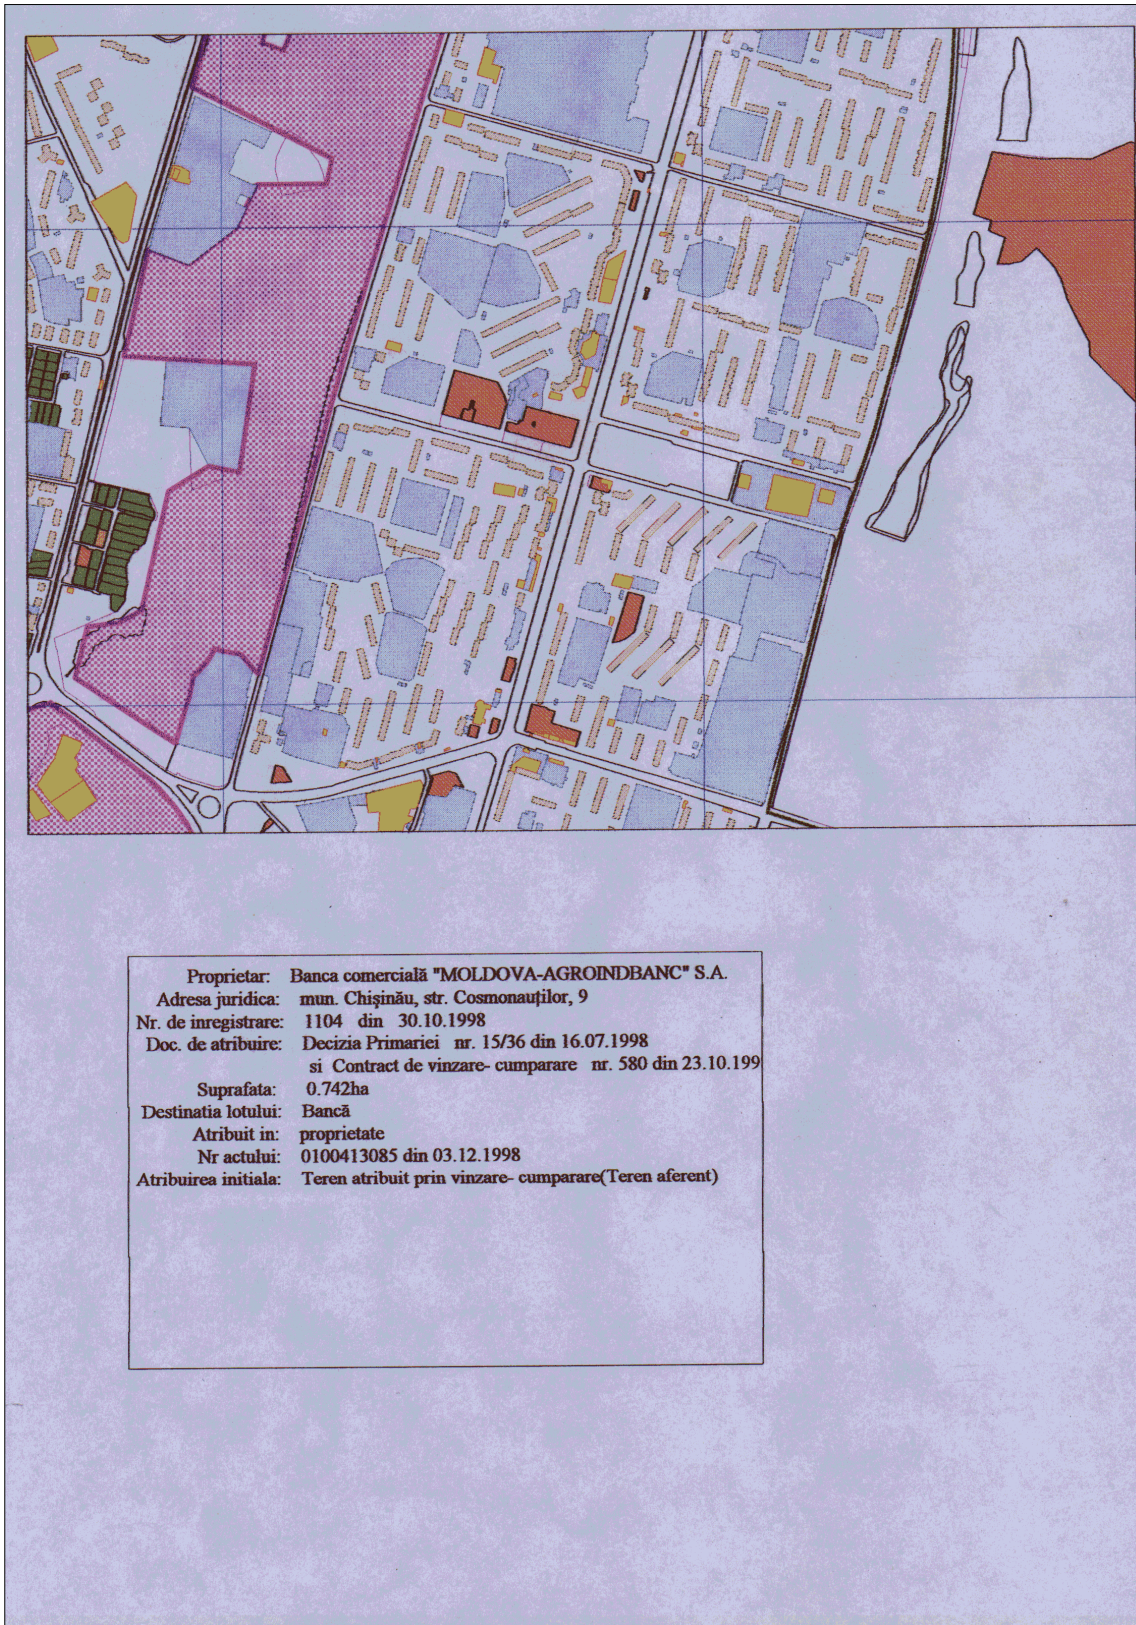 Proprietar: Banca comercială "MOLDOVA-AGROINDBANC" S.A.
Adresa juridica: mun. Chişinău, str. Cosmonauţilor, 9
Nr. de inregistrare: 1104 din 30.10.1998
Doc. de atribuire: Decizia Primariei nr. 15/36 din 16.07.1998
si Contract de vinzare- cumparare nr. 580 din 23.10.199
Suprafata: 0.742ha
Destinatia lotului: Bancă
Atribuit in: proprietate
Nr actului: 0100413085 din 03.12.1998
Atribuirea initiala: Teren atribuit prin vinzare- cumparare(Teren aferent)